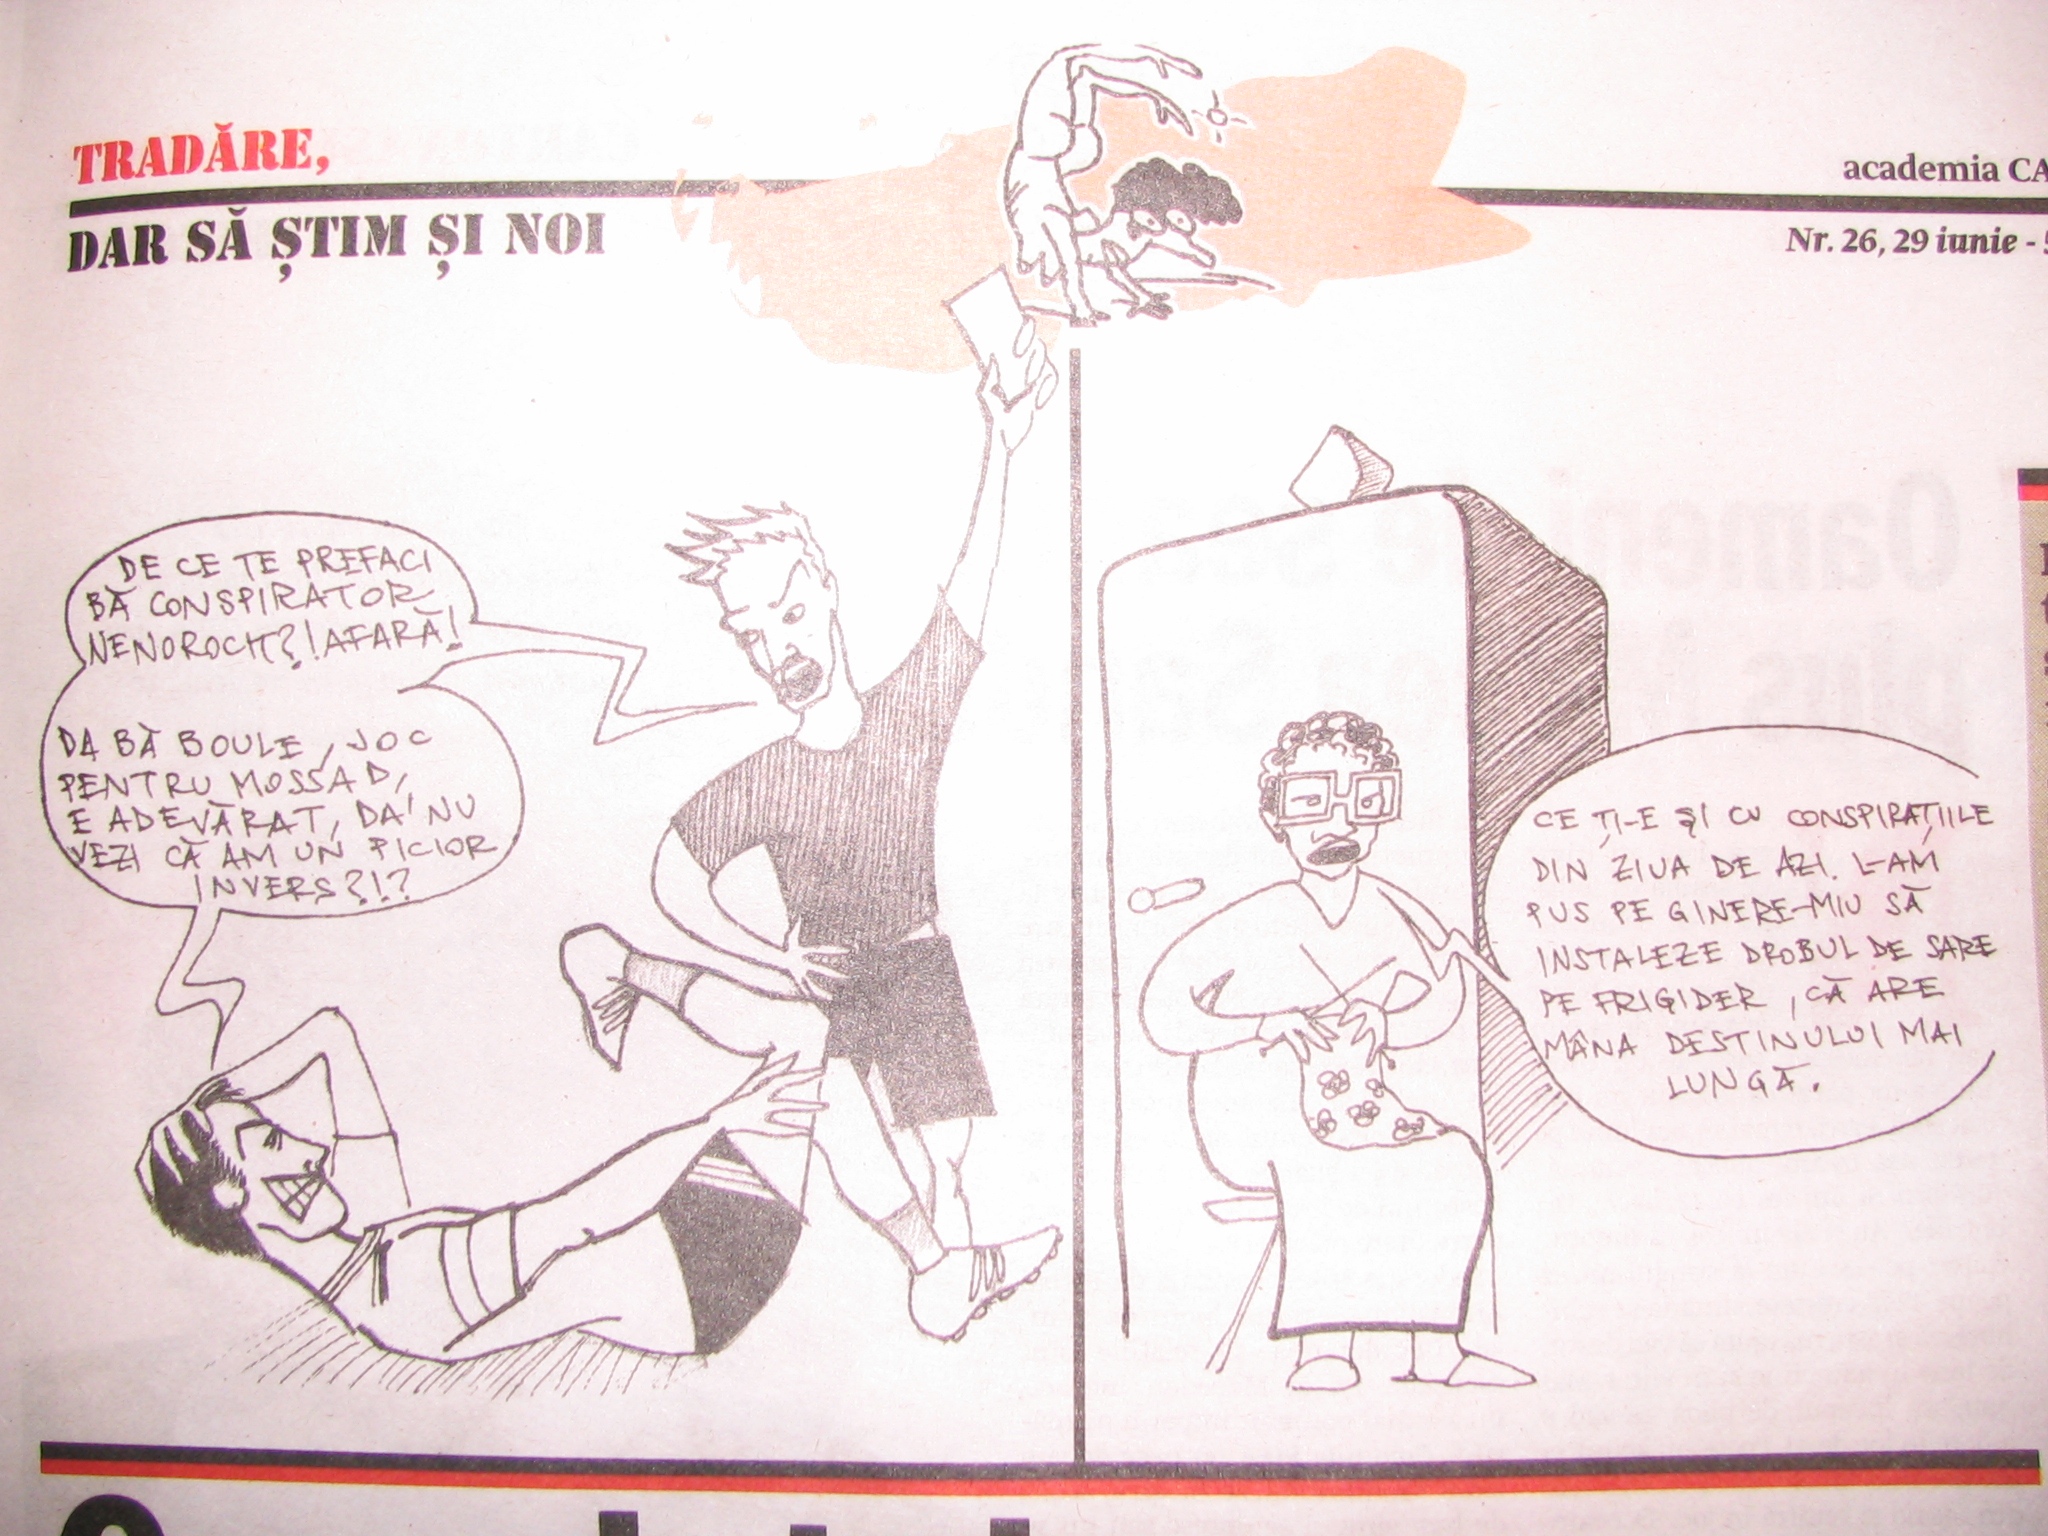 TRADĂRE,
DAR SĂ ȘTIM ȘI NOI
academia CA
Nr. 26, 29 iunie - 5
DE CE TE PREFACI
BĂ CONSPIRATOR
NENOROCIT?! AFARĂ!
DA BĂ BOULE, JOC
PENTRU MOSSAD,
E ADEVĂRAT, DA' NU
VEZI CĂ AM UN PICIOR
INVERS?!?
CE ȚI-E ȘI CU CONSPIRAȚIILE
DIN ZIUA DE AZI. L-AM
PUS PE GINERE-MIU SĂ
INSTALEZE DROBUL DE SARE
PE FRIGIDER, CĂ ARE
MÂNA DESTINULUI MAI
LUNGĂ.